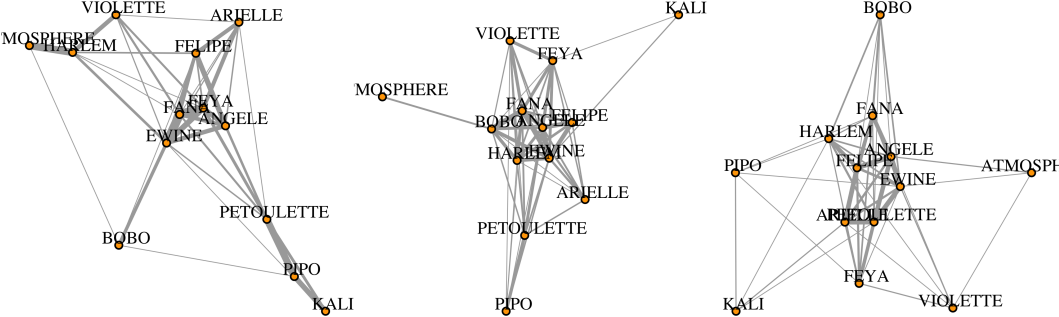 VIOLETTE
ARIELLE
'MOSPHERE
HARLEM
FELIPE
FEYA
FANA
ANGELE
EWINE
PETOULETTE
BOBO
PIPO
KALI
KALI
VIOLETTE
FEYA
'MOSPHERE
FANA
FELIPE
BOBO
ANGELE
HARLEM
EWINE
ARIELLE
PETOULETTE
PIPO
BOBO
FANA
HARLEM
ANGELE
PIPO
FELIPE
ATMOSPH
EWINE
PETOULETTE
FEYA
KALI
VIOLETTE